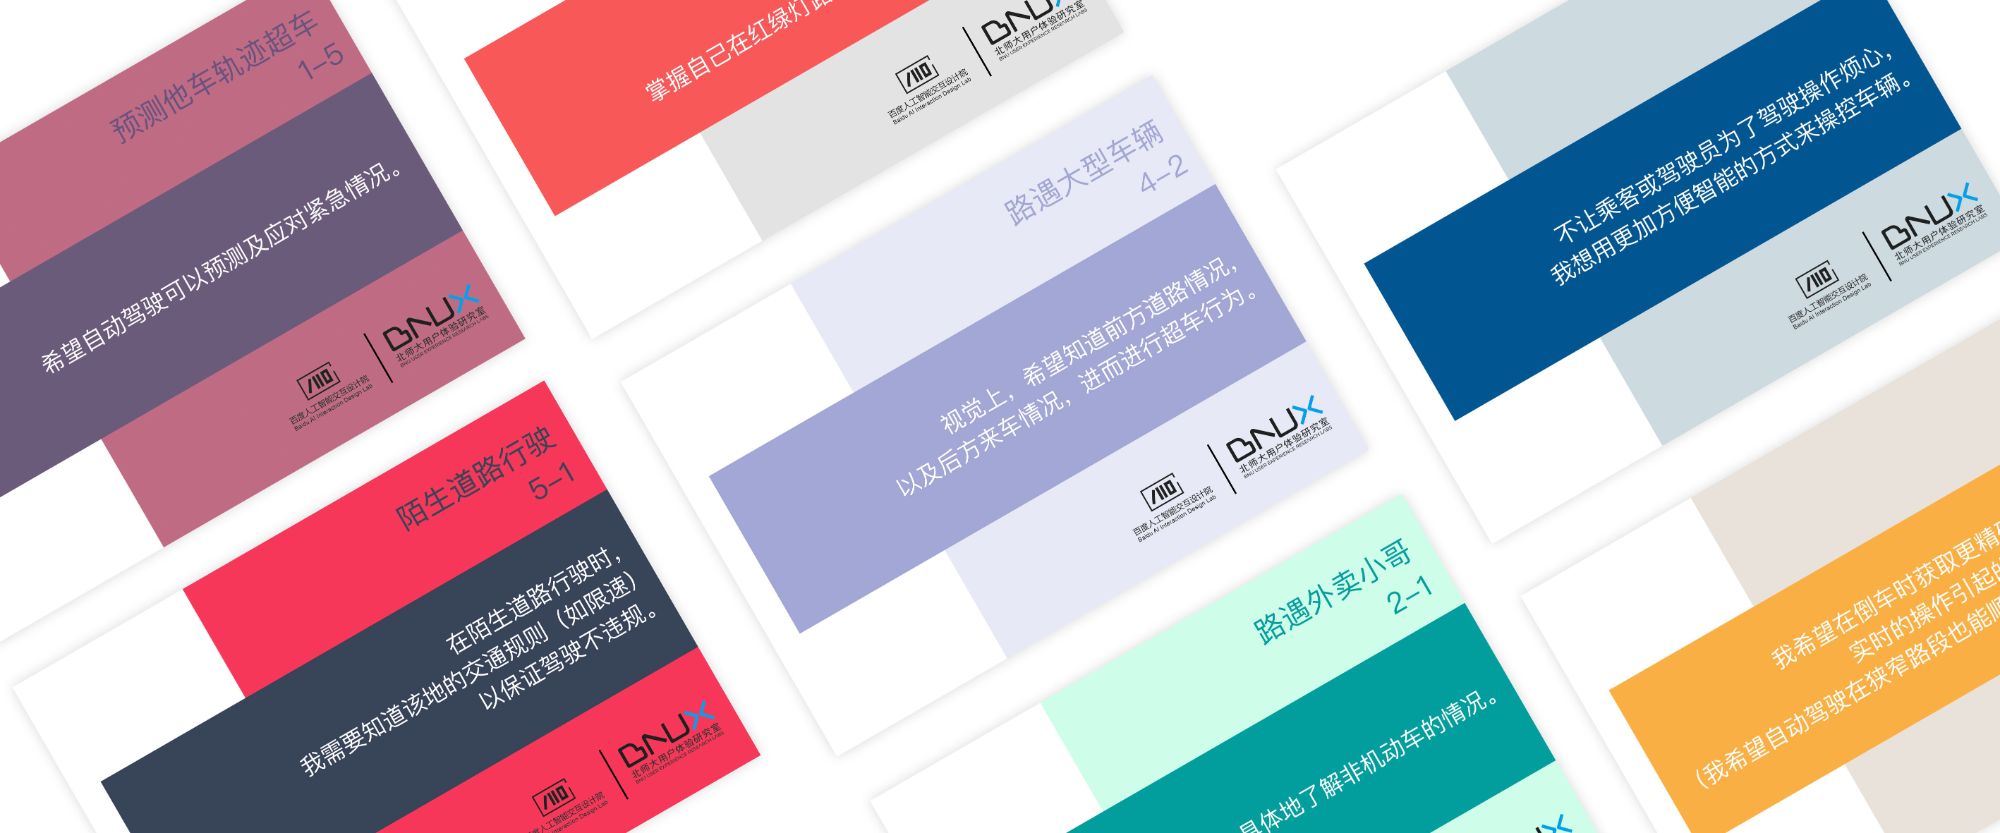 预测他车轨迹超车
1-5
希望自动驾驶可以预测及应对紧急情况。
百度人工智能交互设计院
Baidu AI Interaction Design Lab
BNUX
北师大用户体验研究室
BNU USER EXPERIENCE RESEARCH LABS
陌生道路行驶
5-1
在陌生道路行驶时，
我需要知道该地的交通规则（如限速）
以保证驾驶不违规。
百度人工智能交互设计院
Interaction Design Lab
BNUX
北师大用户体验研究室
BNU USER EXPERIENCE RESEARCH LABS
掌握自己在红绿灯路
百度人工智能交互设计院
Baidu AI Interaction Design Lab
BNUX
北师大用户体验研究室
BNU USER EXPERIENCE RESEARCH LABS
路遇大型车辆
4-2
视觉上，希望知道前方道路情况，
以及后方来车情况，进而进行超车行为。
百度人工智能交互设计院
Baidu AI Interaction Design Lab
BNUX
北师大用户体验研究室
BNU USER EXPERIENCE RESEARCH LABS
路遇外卖小哥
2-1
具体地了解非机动车的情况。
不让乘客或驾驶员为了驾驶操作烦心，
我想用更加方便智能的方式来操控车辆。
百度人工智能交互设计院
Baidu AI Interaction Design Lab
BNUX
北师大用户体验研究室
BNU USER EXPERIENCE RESEARCH LABS
我希望在倒车时获取更精
实时的操作引起的
（我希望自动驾驶在狭窄路段也能顺